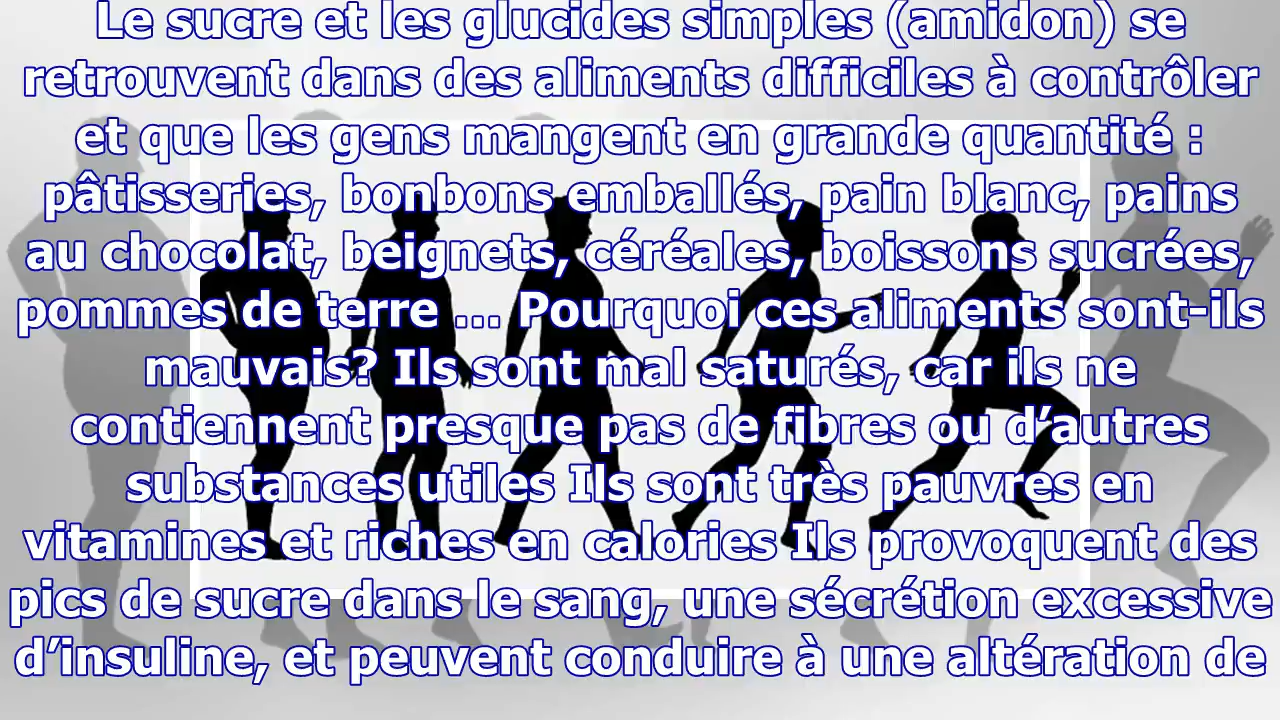 Le sucre et les glucides simples (amidon) se
retrouvent dans des aliments difficiles à contrôler
et que les gens mangent en grande quantité :
pâtisseries, bonbons emballés, pain blanc, pains
au chocolat, beignets, céréales, boissons sucrées,
pommes de terre ... Pourquoi ces aliments sont-ils
mauvais? Ils sont mal saturés, car ils ne
contiennent presque pas de fibres ou d’autres
substances utiles Ils sont très pauvres en
vitamines et riches en calories Ils provoquent des
pics de sucre dans le sang, une sécrétion excessive
d’insuline, et peuvent conduire à une altération de